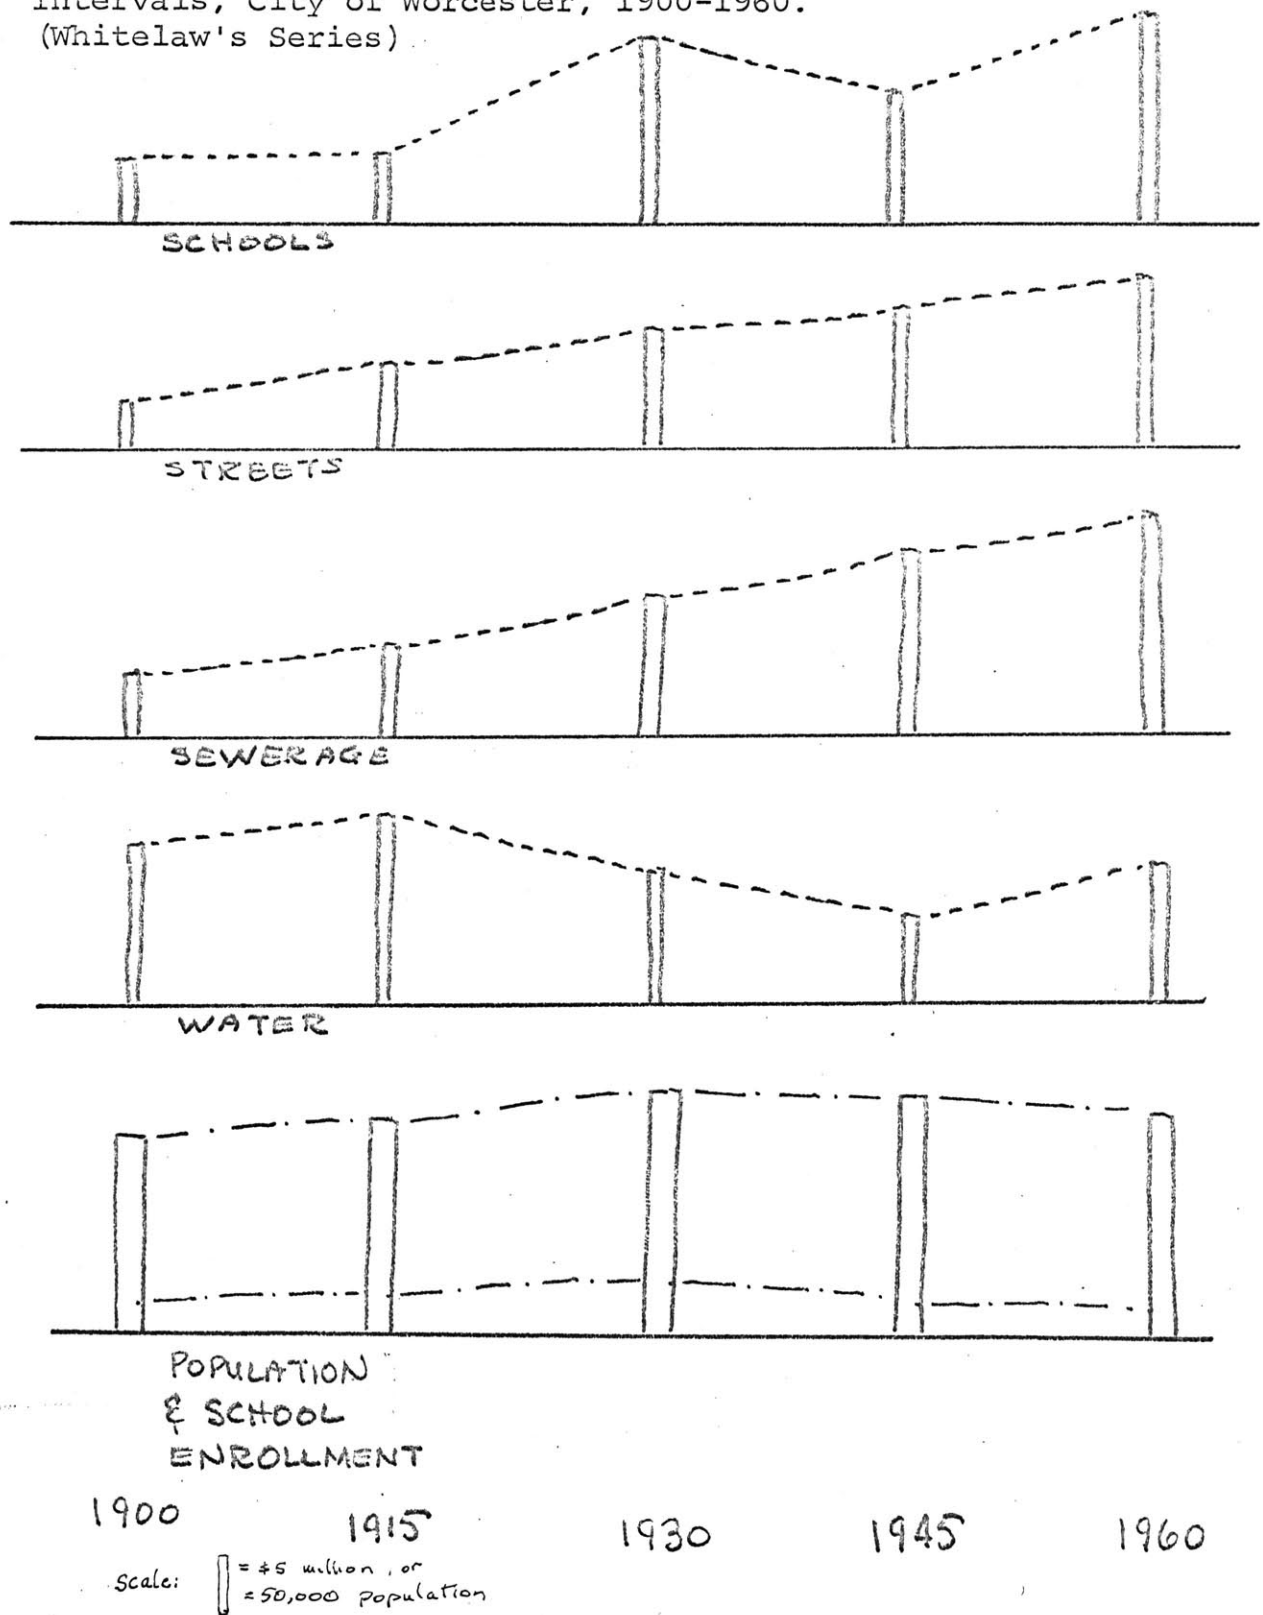 Intervals, City of Worcester, 1900-1960.
(Whitelaw's Series)
SCHOOLS
STREETS
SEWERAGE
WATER
POPULATION
& SCHOOL
ENROLLMENT
1900 1915 1930 1945 1960
Scale: = $5 million, or
= 50,000 population